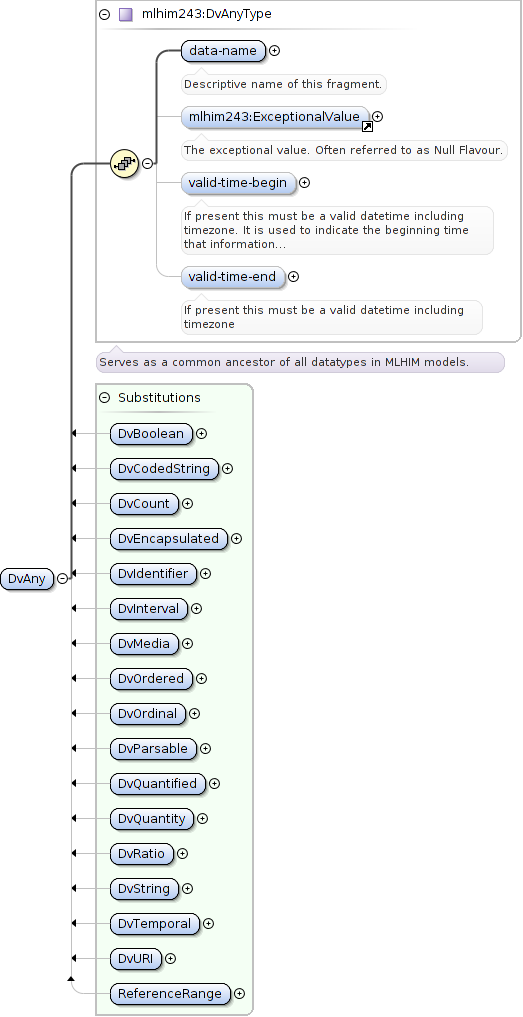 mlhim243:DvAnyType
data-name
Descriptive name of this fragment.
mlhim243:ExceptionalValue
The exceptional value. Often referred to as Null Flavour.
valid-time-begin
If present this must be a valid datetime including
timezone. It is used to indicate the beginning time
that information...
valid-time-end
If present this must be a valid datetime including
timezone
Serves as a common ancestor of all datatypes in MLHIM models.
Substitutions
DvBoolean
DvCodedString
DvCount
DvEncapsulated
DvAny
DvIdentifier
DvInterval
DvMedia
DvOrdered
DvOrdinal
DvParsable
DvQuantified
DvQuantity
DvRatio
DvString
DvTemporal
DvURI
ReferenceRange